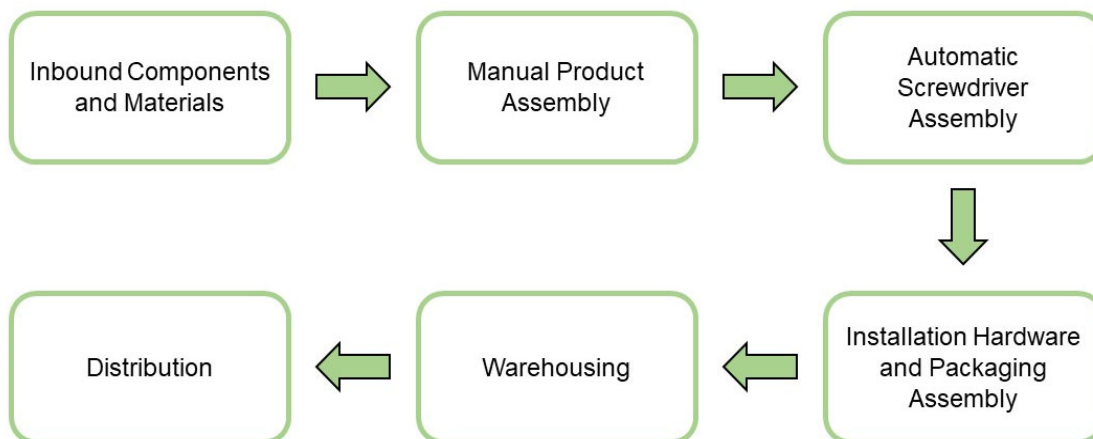 Inbound Components
and Materials
Manual Product
Assembly
Automatic
Screwdriver
Assembly
Installation Hardware
and Packaging
Assembly
Warehousing
Distribution